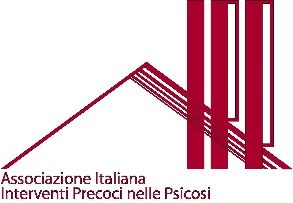 Associazione Italiana
Interventi Precoci nelle Psicosi